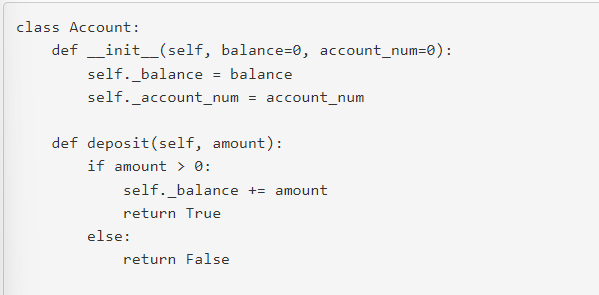 class Account:
    def __init__(self, balance=0, account_num=0):
        self._balance = balance
        self._account_num = account_num

    def deposit(self, amount):
        if amount > 0:
            self._balance += amount
            return True
        else:
            return False